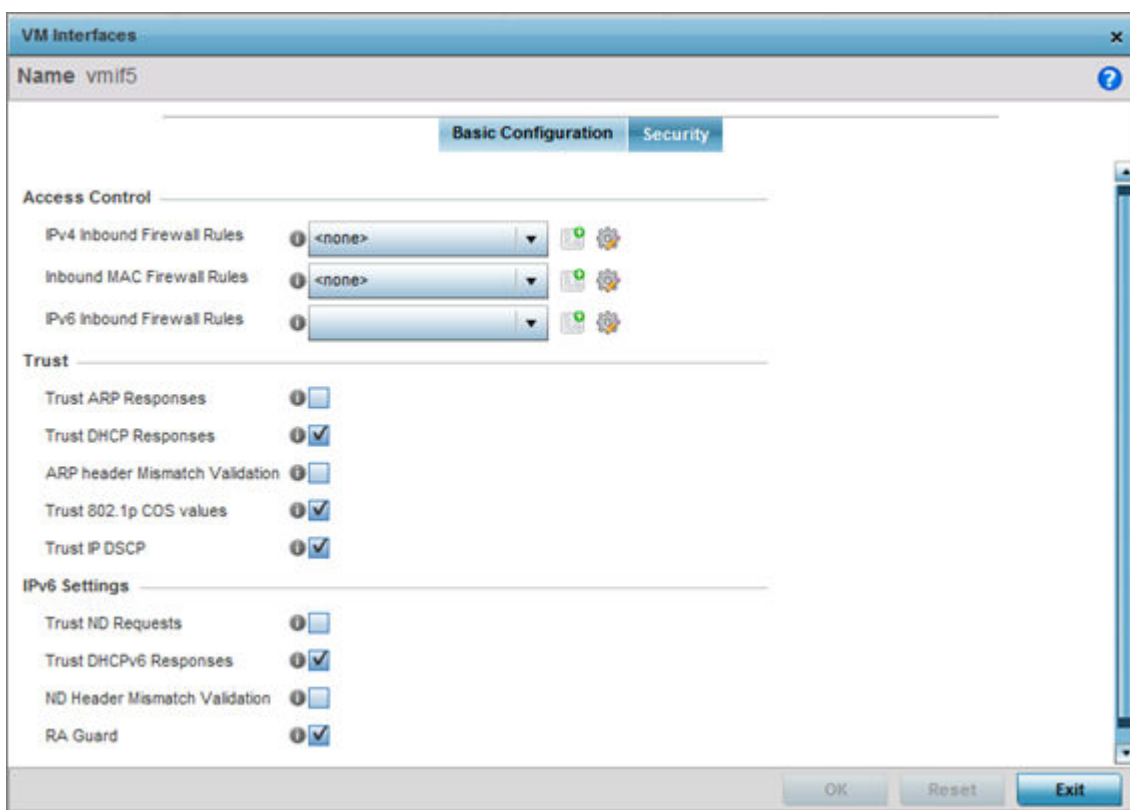 VM Interfaces
Name vmif5
Basic Configuration Security
Access Control
IPv4 Inbound Firewall Rules <none>
Inbound MAC Firewall Rules <none>
IPv6 Inbound Firewall Rules
Trust
Trust ARP Responses
Trust DHCP Responses
ARP header Mismatch Validation
Trust 802.1p COS values
Trust IP DSCP
IPv6 Settings
Trust ND Requests
Trust DHCPv6 Responses
ND Header Mismatch Validation
RA Guard
OK Reset Exit